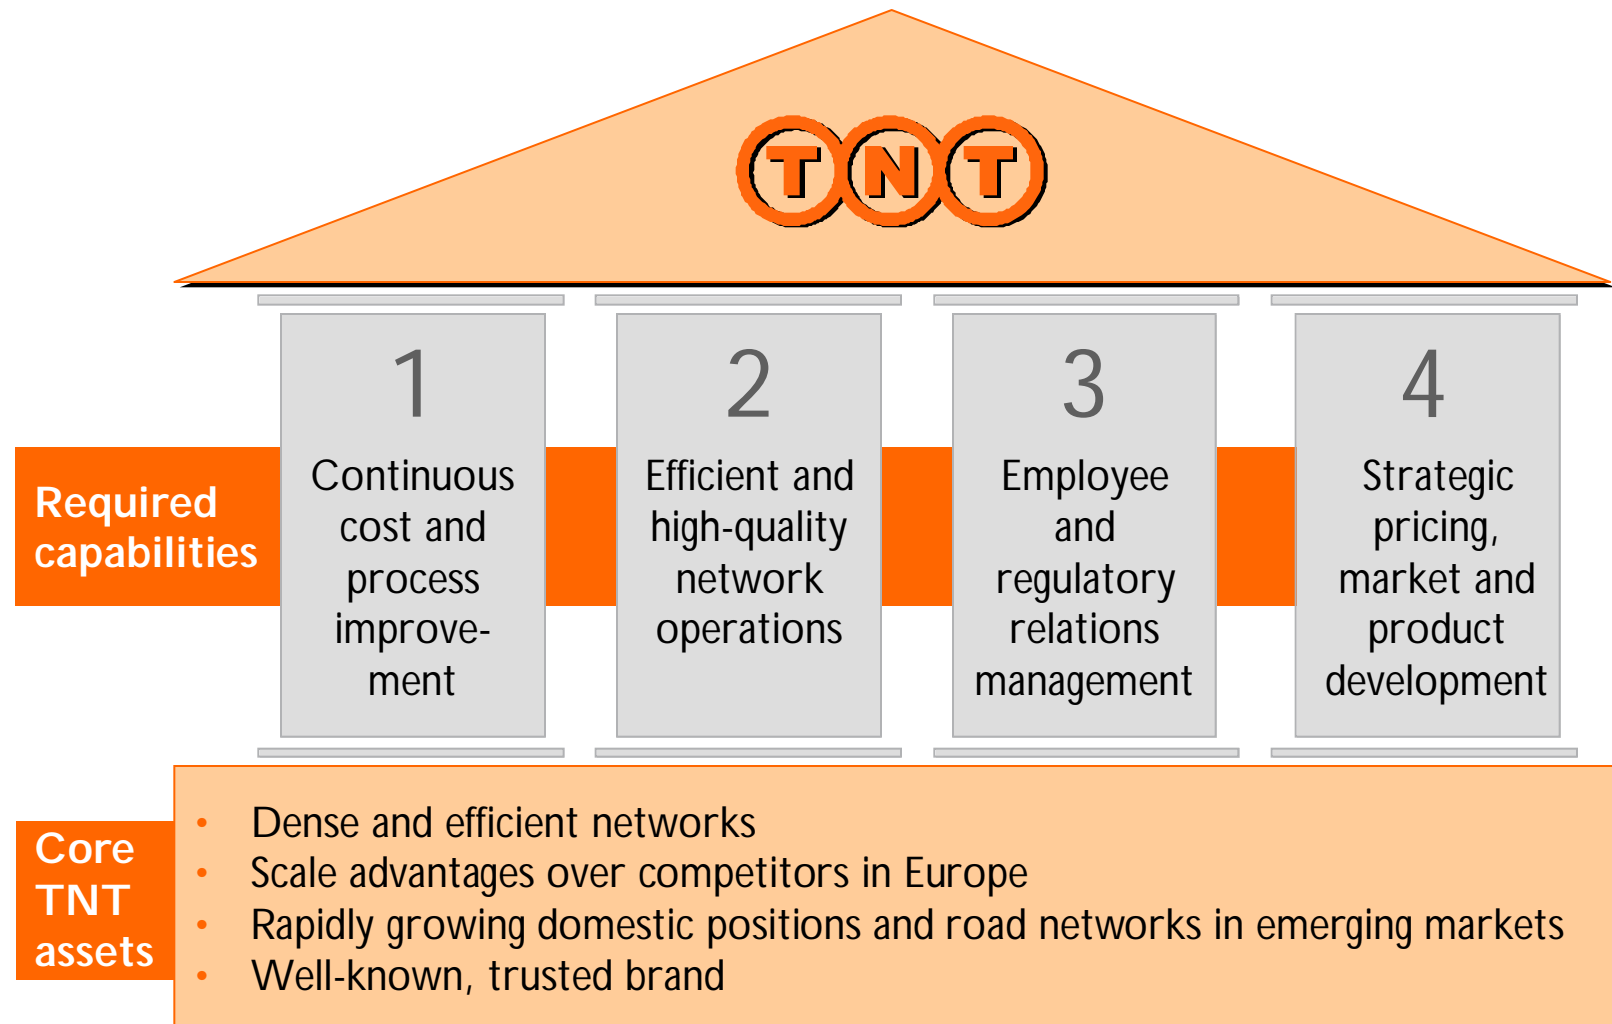 TNT
1
Continuous
cost and
process
improve-
ment
2
Efficient and
high-quality
network
operations
3
Employee
and
regulatory
relations
management
4
Strategic
pricing,
market and
product
development
Required
capabilities
Core
TNT
assets
• Dense and efficient networks
• Scale advantages over competitors in Europe
• Rapidly growing domestic positions and road networks in emerging markets
• Well-known, trusted brand